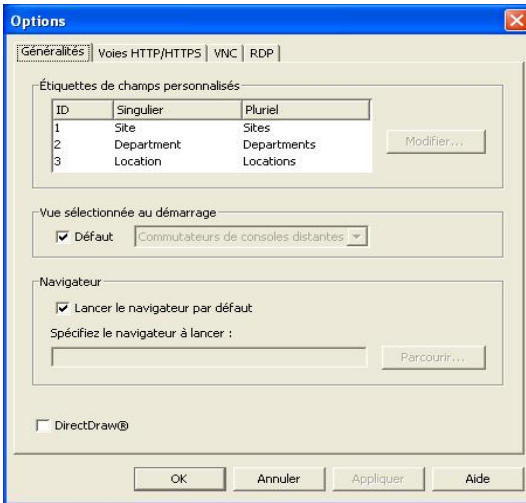 Options
Généralités Voies HTTP/HTTPS VNC RDP
Étiquettes de champs personnalisés
ID Singulier Pluriel
1 Site Sites
2 Department Departments
3 Location Locations
Modifier...
Vue sélectionnée au démarrage
Défaut Commutateurs de consoles distantes
Navigateur
Lancer le navigateur par défaut
Spécifiez le navigateur à lancer :
Parcourir...
DirectDraw®
OK Annuler Appliquer Aide